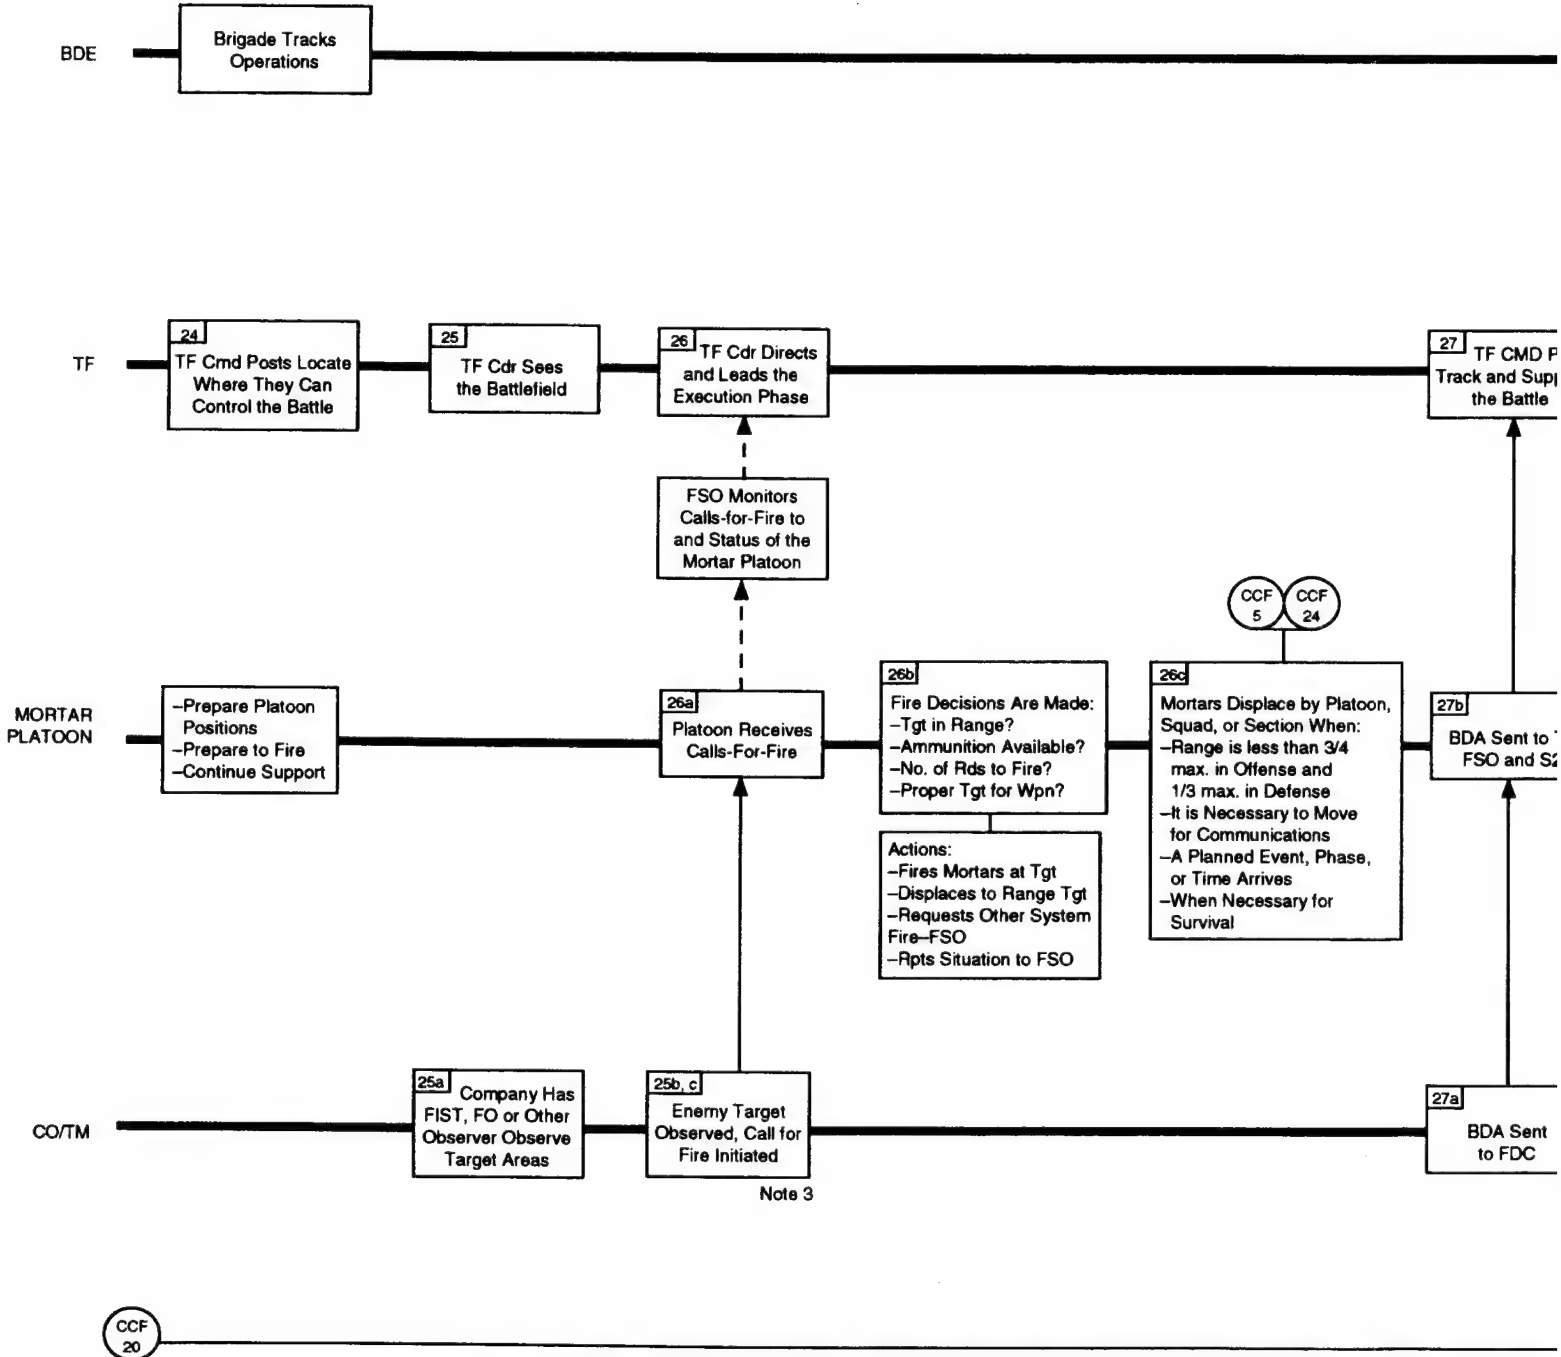 BDE
Brigade Tracks
Operations
TF
24
TF Cmd Posts Locate
Where They Can
Control the Battle
25
TF Cdr Sees
the Battlefield
26
TF Cdr Directs
and Leads the
Execution Phase
27
TF CMD P
Track and Supp
the Battle
FSO Monitors
Calls-for-Fire to
and Status of the
Mortar Platoon
CCF
5
CCF
24
MORTAR
PLATOON
–Prepare Platoon
Positions
–Prepare to Fire
–Continue Support
26a
Platoon Receives
Calls-For-Fire
26b
Fire Decisions Are Made:
–Tgt in Range?
–Ammunition Available?
–No. of Rds to Fire?
–Proper Tgt for Wpn?
Actions:
–Fires Mortars at Tgt
–Displaces to Range Tgt
–Requests Other System
Fire–FSO
–Rpts Situation to FSO
26c
Mortars Displace by Platoon,
Squad, or Section When:
–Range is less than 3/4
max. in Offense and
1/3 max. in Defense
–It is Necessary to Move
for Communications
–A Planned Event, Phase,
or Time Arrives
–When Necessary for
Survival
27b
BDA Sent to
FSO and S2
CO/TM
25a
Company Has
FIST, FO or Other
Observer Observe
Target Areas
25b, c
Enemy Target
Observed, Call for
Fire Initiated
Note 3
27a
BDA Sent
to FDC
CCF
20